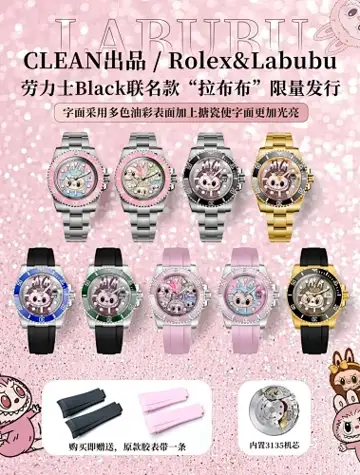 LABUBU
CLEAN出品 / Rolex&Labubu
劳力士Black联名款“拉布布”限量发行
字面采用多色油彩表面加上搪瓷使字面更加光亮
购买即赠送，原款胶表带一条
内置3135机芯